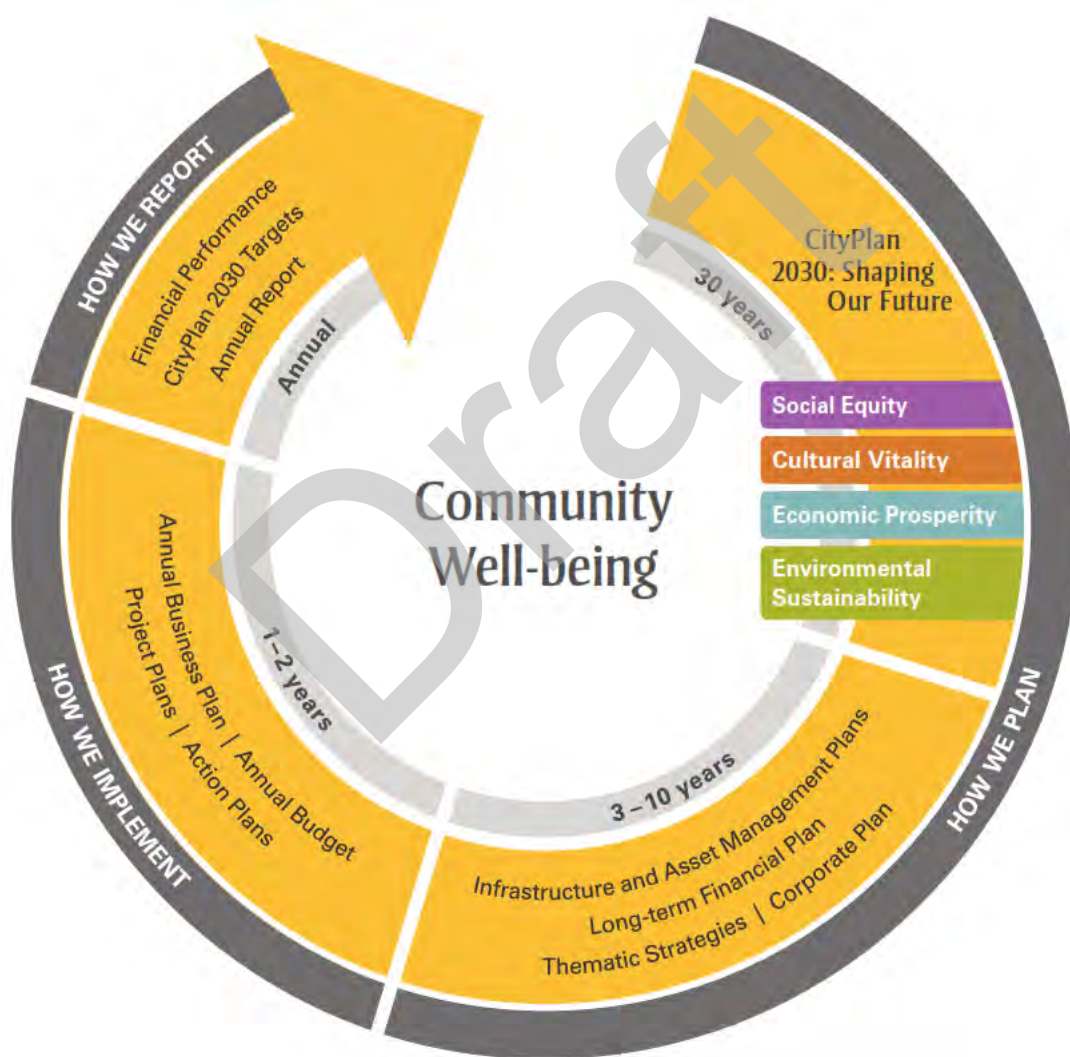 HOW WE PLAN
30 years
CityPlan
2030: Shaping
Our Future
Social Equity
Cultural Vitality
Economic Prosperity
Environmental
Sustainability
3–10 years
Infrastructure and Asset Management Plans
Long-term Financial Plan
Thematic Strategies | Corporate Plan
HOW WE IMPLEMENT
1–2 years
Annual Business Plan | Annual Budget
Project Plans | Action Plans
HOW WE REPORT
Annual
Financial Performance
CityPlan 2030 Targets
Annual Report
Community
Well-being
Draft